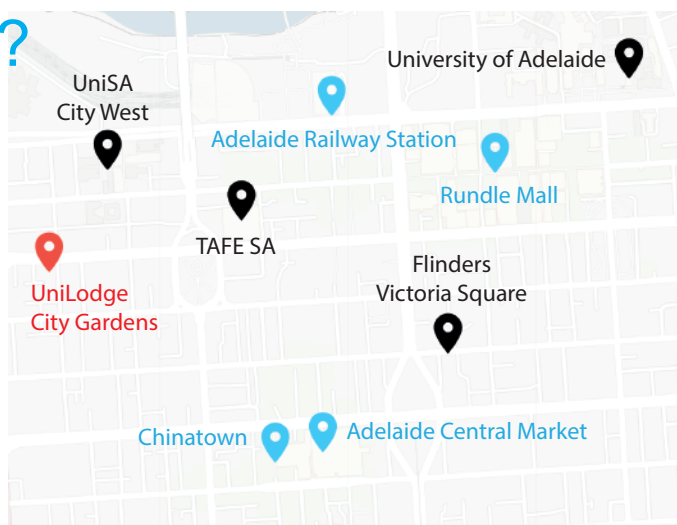 ?
University of Adelaide
UniSA
City West
Adelaide Railway Station
Rundle Mall
TAFE SA
Flinders
Victoria Square
UniLodge
City Gardens
Chinatown
Adelaide Central Market